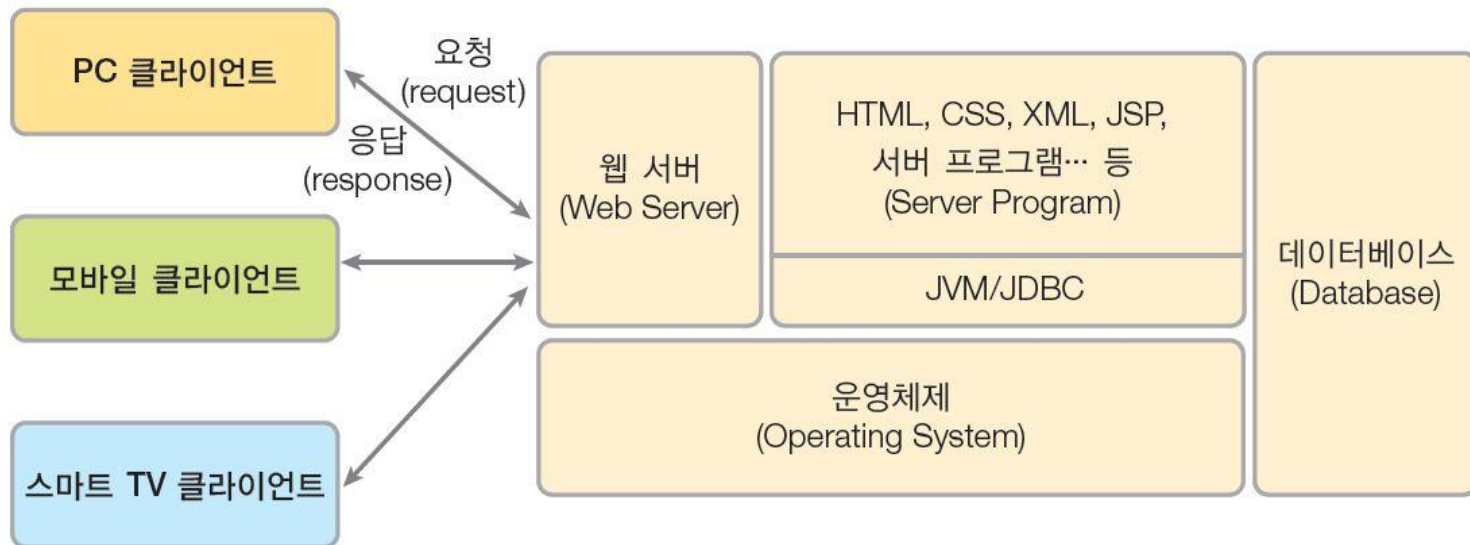 PC 클라이언트
요청
(request)
응답
(response)
모바일 클라이언트
스마트 TV 클라이언트
웹 서버
(Web Server)
HTML, CSS, XML, JSP,
서버 프로그램… 등
(Server Program)
JVM/JDBC
운영체제
(Operating System)
데이터베이스
(Database)